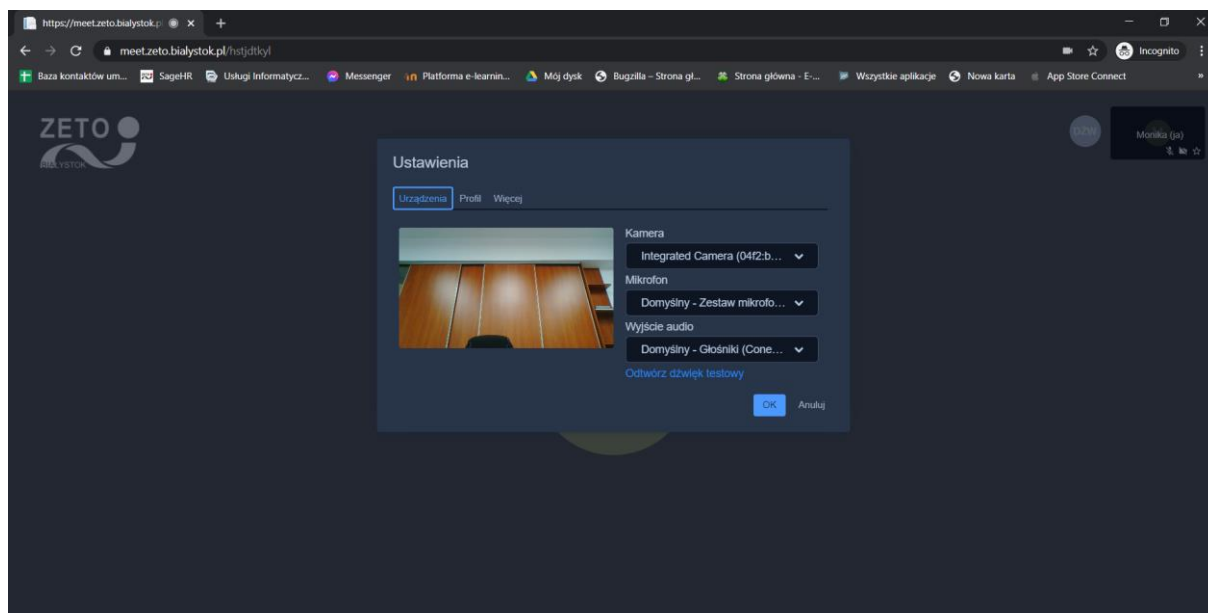 https://meet.zeto.bialystok.pl
meet.zeto.bialystok.pl/hstjdtkyl
Incognito
Baza kontaktów um... SageHR Usługi Informatycz... Messenger Platforma e-learnin... Mój dysk Bugzilla – Strona gł... Strona główna - E-... Wszystkie aplikacje Nowa karta App Store Connect »
ZETO
BIAŁYSTOK
DZW
Monika (ja)
Ustawienia
Urządzenia Profil Więcej
Kamera
Integrated Camera (04f2:b...
Mikrofon
Domyślny - Zestaw mikrofo...
Wyjście audio
Domyślny - Głośniki (Cone...
Odtwórz dźwięk testowy
OK Anuluj